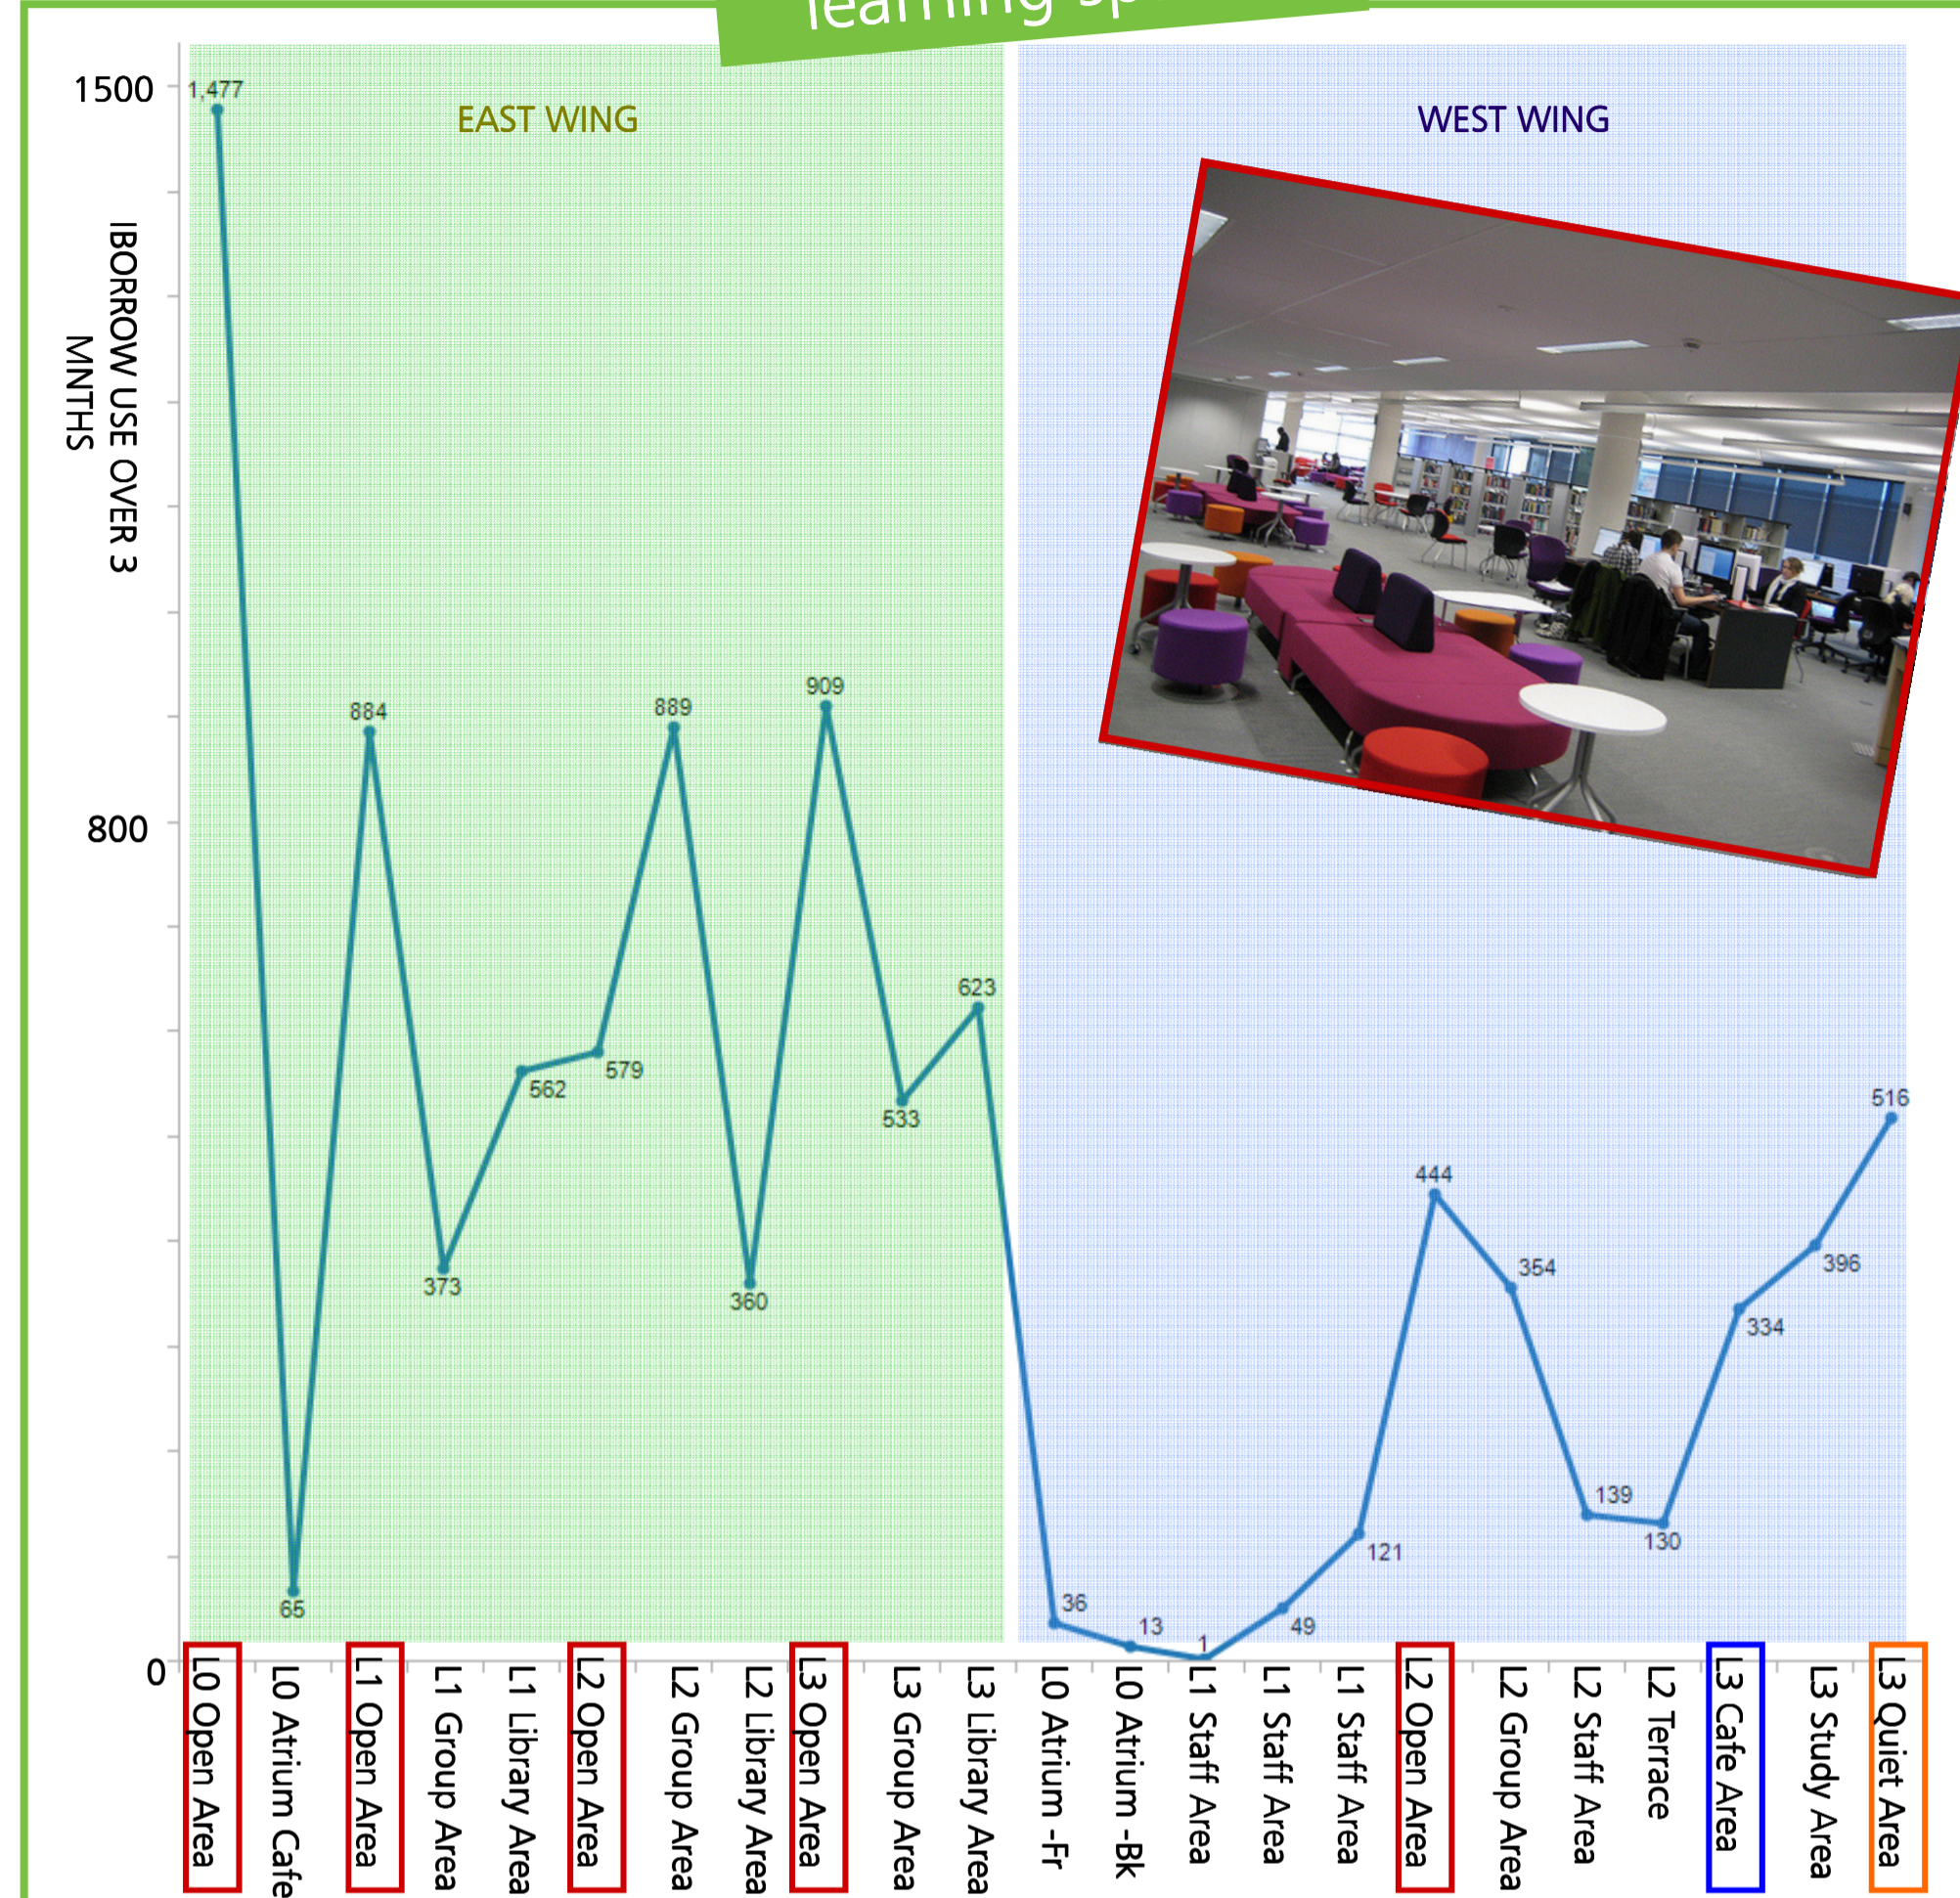 learning
1500
1,477
EAST WING
WEST WING
IBORROW USE OVER 3
MNTHS
909
889
884
800
623
579
562
533
516
444
373
360
354
396
334
139
130
121
65
36
13
1
49
0
L0 Open Area
L0 Atrium Cafe
L1 Open Area
L1 Group Area
L1 Library Area
L2 Open Area
L2 Group Area
L2 Library Area
L3 Open Area
L3 Group Area
L3 Library Area
L0 Atrium -Fr
L0 Atrium -Bk
L1 Staff Area
L1 Staff Area
L1 Staff Area
L2 Open Area
L2 Group Area
L2 Staff Area
L2 Terrace
L3 Cafe Area
L3 Study Area
L3 Quiet Area